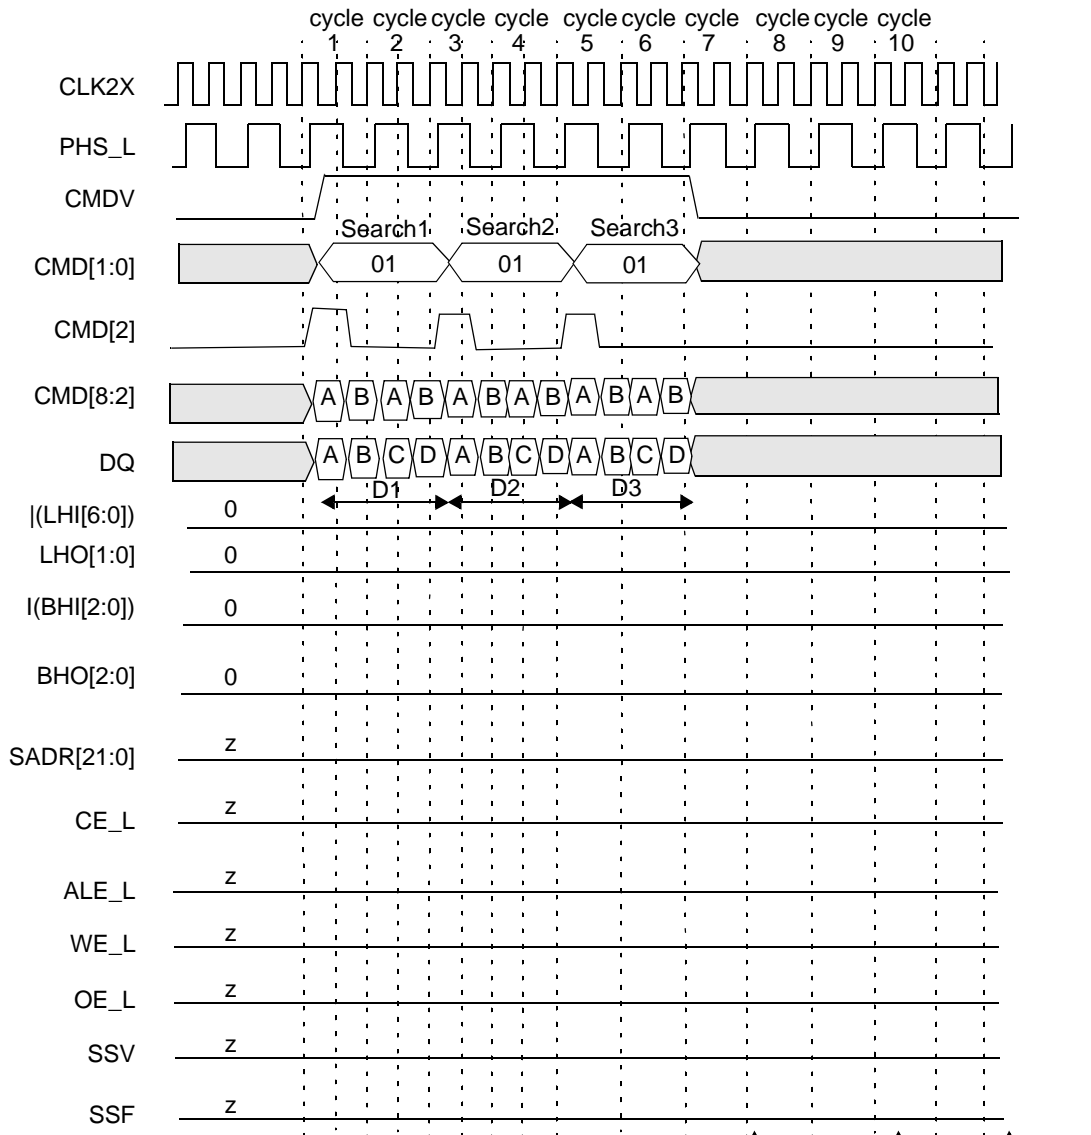 cycle cycle cycle cycle cycle cycle cycle cycle cycle cycle
1 2 3 4 5 6 7 8 9 10
CLK2X
PHS_L
CMDV
Search1 Search2 Search3
CMD[1:0] 01 01 01
CMD[2]
CMD[8:2] A B A B A B A B A B A B
DQ A B C D A B C D A B C D
D1 D2 D3
|(LHI[6:0]) 0
LHO[1:0] 0
I(BHI[2:0]) 0
BHO[2:0] 0
SADR[21:0] z
CE_L z
ALE_L z
WE_L z
OE_L z
SSV z
SSF z